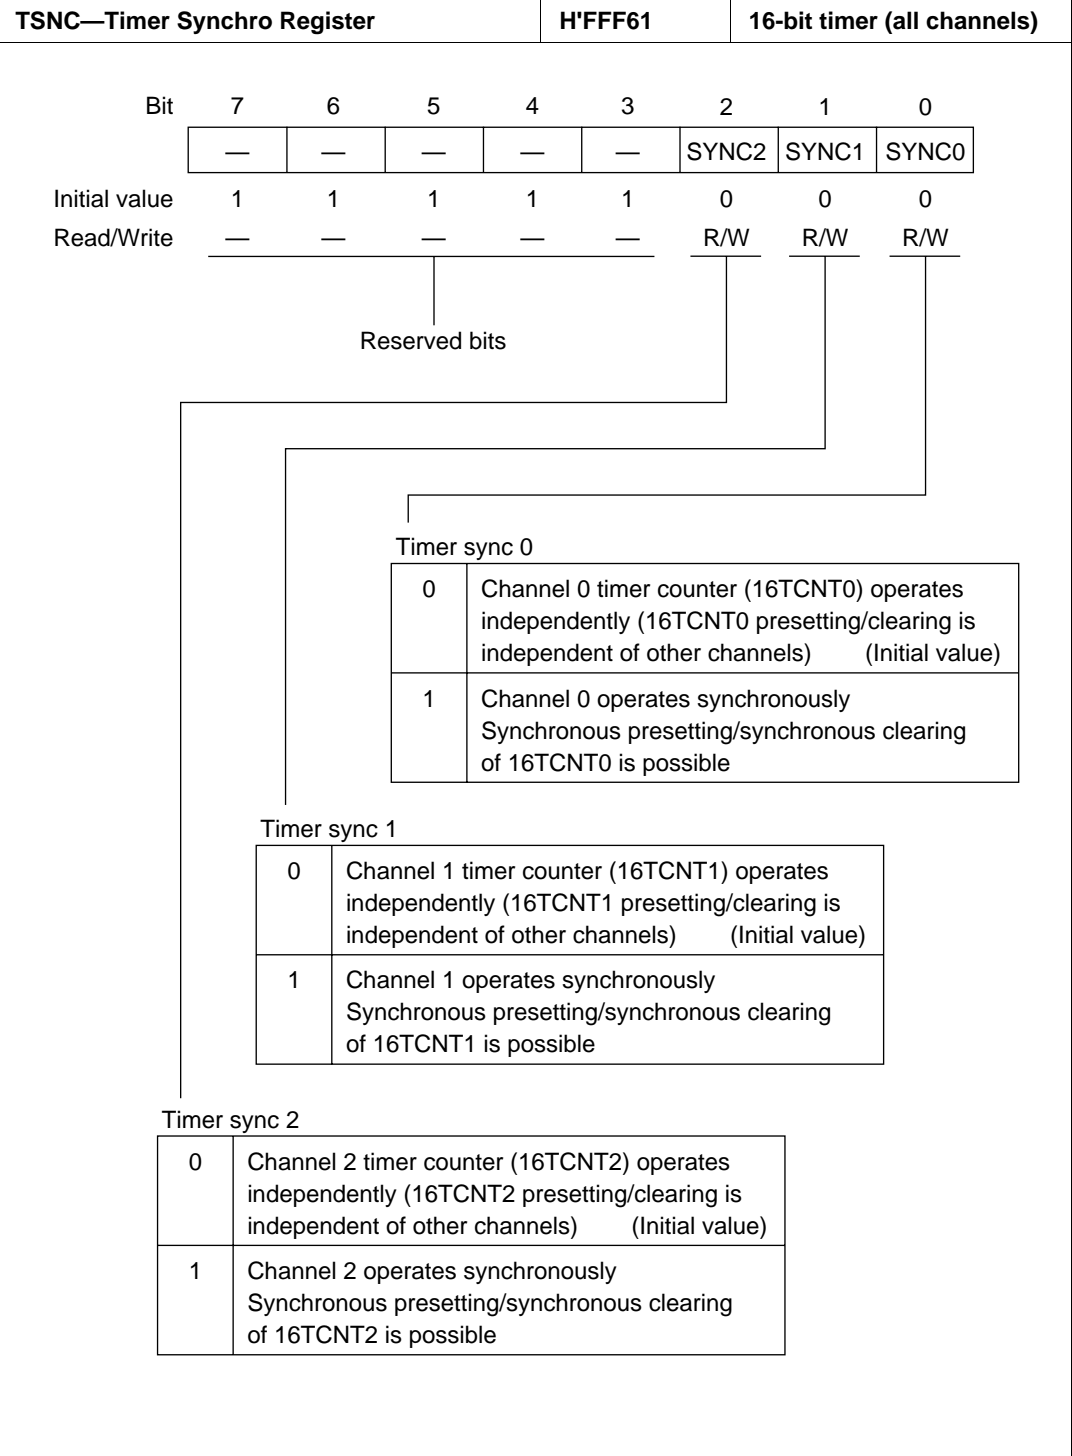 TSNC—Timer Synchro Register H'FFF61 16-bit timer (all channels)
Bit 7 6 5 4 3 2 1 0
— — — — — SYNC2 SYNC1 SYNC0
Initial value 1 1 1 1 1 0 0 0
Read/Write — — — — — R/W R/W R/W
Reserved bits
Timer sync 0
0 Channel 0 timer counter (16TCNT0) operates
independently (16TCNT0 presetting/clearing is
independent of other channels) (Initial value)
1 Channel 0 operates synchronously
Synchronous presetting/synchronous clearing
of 16TCNT0 is possible
Timer sync 1
0 Channel 1 timer counter (16TCNT1) operates
independently (16TCNT1 presetting/clearing is
independent of other channels) (Initial value)
1 Channel 1 operates synchronously
Synchronous presetting/synchronous clearing
of 16TCNT1 is possible
Timer sync 2
0 Channel 2 timer counter (16TCNT2) operates
independently (16TCNT2 presetting/clearing is
independent of other channels) (Initial value)
1 Channel 2 operates synchronously
Synchronous presetting/synchronous clearing
of 16TCNT2 is possible